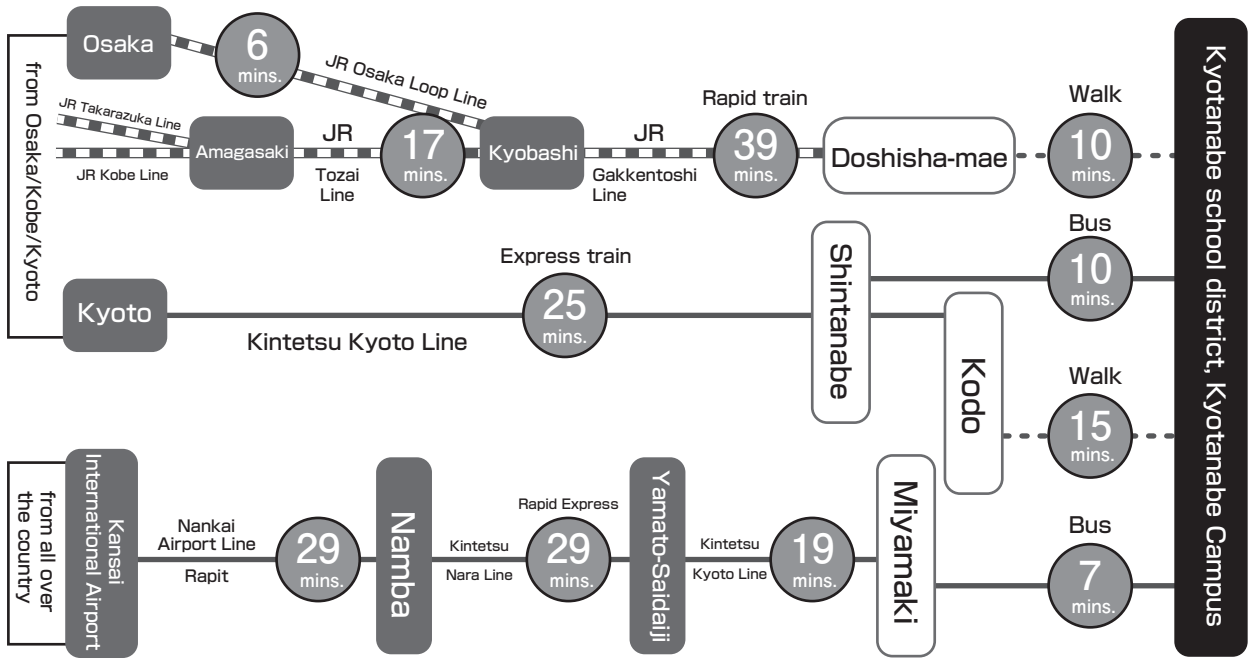 from Osaka/Kobe/Kyoto
Osaka
6
mins.
JR Osaka Loop Line
JR Takarazuka Line
JR Kobe Line
Amagasaki
JR
Tozai
Line
17
mins.
Kyobashi
JR
Gakkentoshi
Line
Rapid train
39
mins.
Doshisha-mae
Walk
10
mins.
Kyoto
Kintetsu Kyoto Line
Express train
25
mins.
Shintanabe
Bus
10
mins.
Kodo
Walk
15
mins.
from all over
the country
Kansai
International Airport
Nankai
Airport Line
Rapit
29
mins.
Namba
Kintetsu
Nara Line
Rapid Express
29
mins.
Yamato-Saidaiji
Kintetsu
Kyoto Line
19
mins.
Miyamaki
Bus
7
mins.
Kyotanabe school district, Kyotanabe Campus